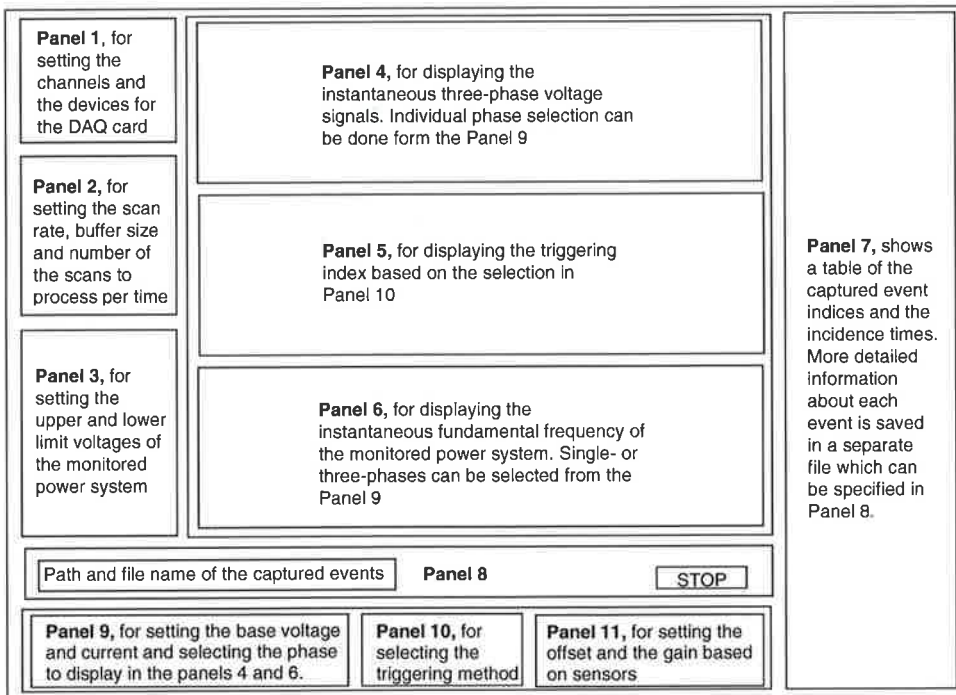 Panel 1, for
setting the
channels and
the devices for
the DAQ card
Panel 2, for
setting the scan
rate, buffer size
and number of
the scans to
process per time
Panel 3, for
setting the
upper and lower
limit voltages of
the monitored
power system
Panel 4, for displaying the
instantaneous three-phase voltage
signals. Individual phase selection can
be done form the Panel 9
Panel 5, for displaying the triggering
index based on the selection in
Panel 10
Panel 6, for displaying the
instantaneous fundamental frequency of
the monitored power system. Single- or
three-phases can be selected from the
Panel 9
Panel 7, shows
a table of the
captured event
indices and the
incidence times.
More detailed
information
about each
event is saved
in a separate
file which can
be specified in
Panel 8.
Path and file name of the captured events
Panel 8
STOP
Panel 9, for setting the base voltage
and current and selecting the phase
to display in the panels 4 and 6.
Panel 10, for
selecting the
triggering method
Panel 11, for setting the
offset and the gain based
on sensors